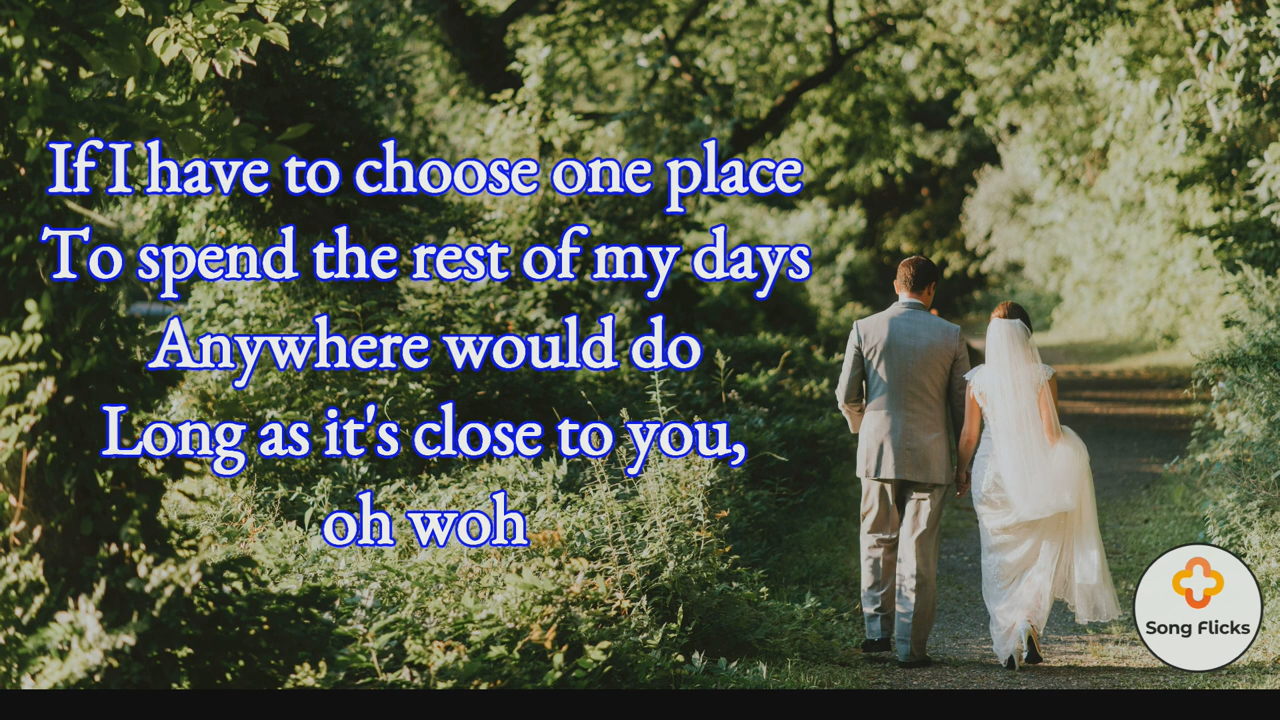 If I have to choose one place
To spend the rest of my days
Anywhere would do
Long as it's close to you,
oh woh
Song Flicks